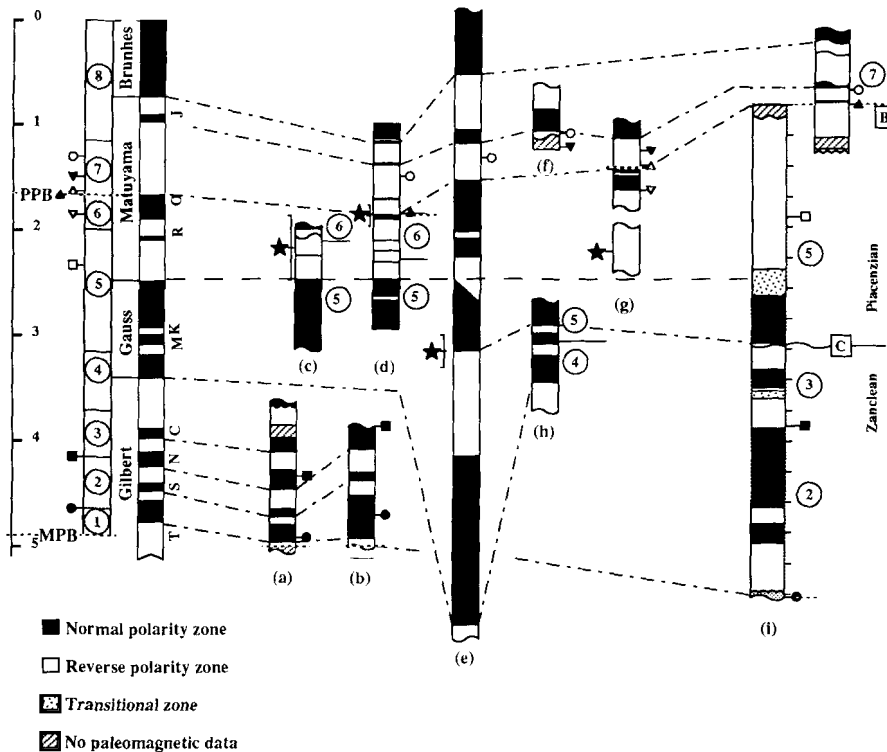 0
1
2
3
4
5
PPB
MPB
8
7
6
5
4
3
2
1
Brunhes
Matuyama
Gauss
Gilbert
J
O
R
K
M
C
N
S
T
6
5
(c)
6
5
(d)
(a)
(b)
(e)
(f)
(g)
5
4
(h)
7
B
5
C
3
2
(i)
Piacenzian
Zanclean
Normal polarity zone
Reverse polarity zone
Transitional zone
No paleomagnetic data